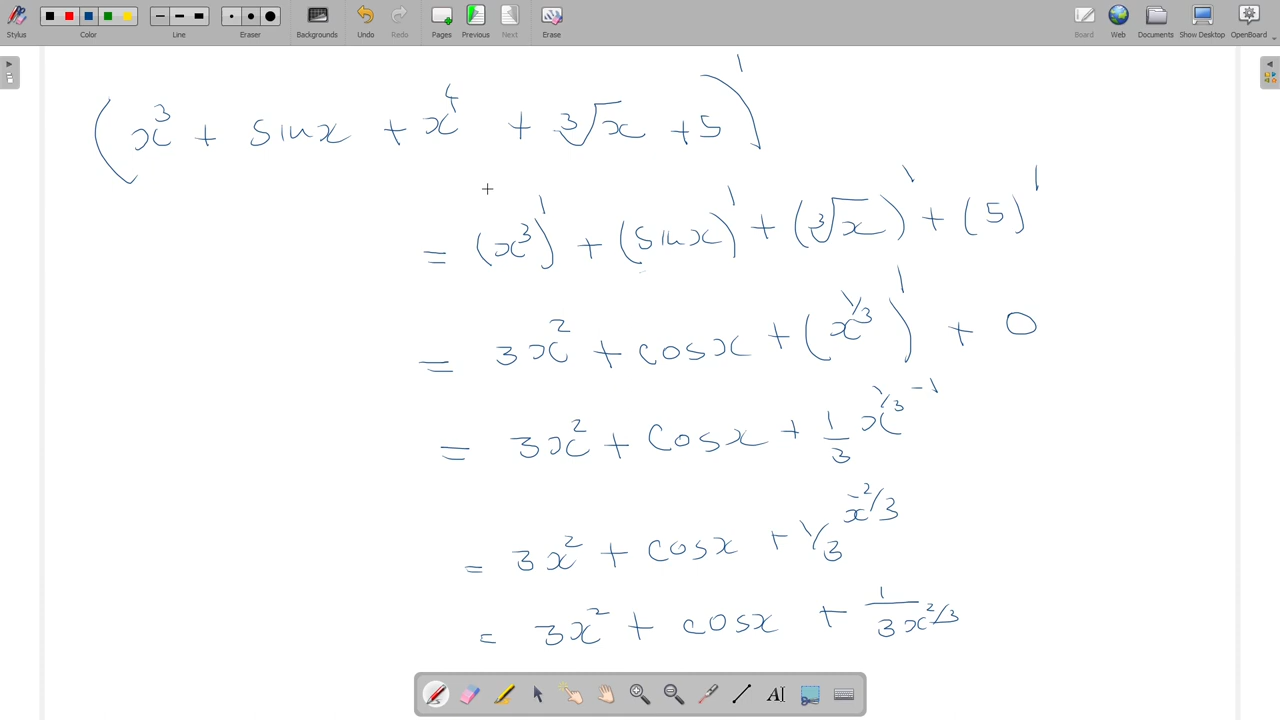 Stylus Color Line Eraser Backgrounds Undo Redo Pages Previous Next Erase Board Web Documents Show Desktop OpenBoard
(x³ + sinx + x⁴ + ∛x + 5)'
= (x³)' + (sinx)' + (∛x)' + (5)'
= 3x² + cosx + (x^1/3)' + 0
= 3x² + cosx + 1/3 x^1/3 - 1
= 3x² + cosx + 1/3 x^-2/3
= 3x² + cosx + 1/3x^2/3
AI